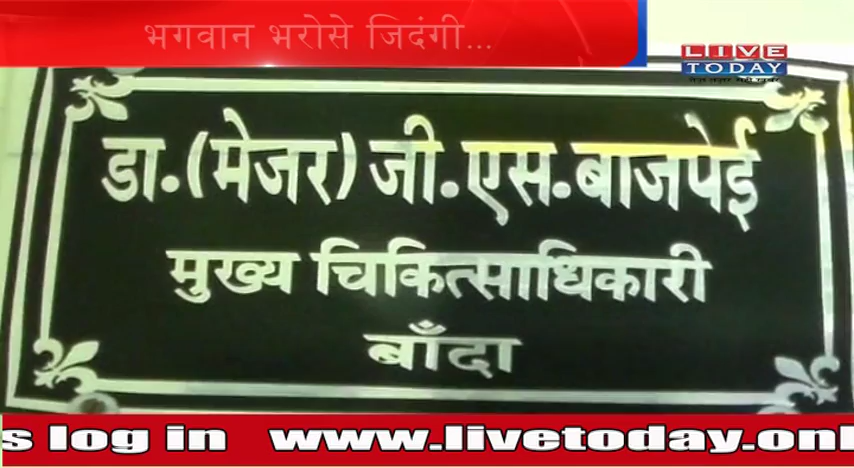 भगवान भरोसे जिदंगी...
LIVE
TODAY
डा.(मेजर) जी.एस.बाजपेई
मुख्य चिकित्साधिकारी
बाँदा
s log in www.livetoday.onl